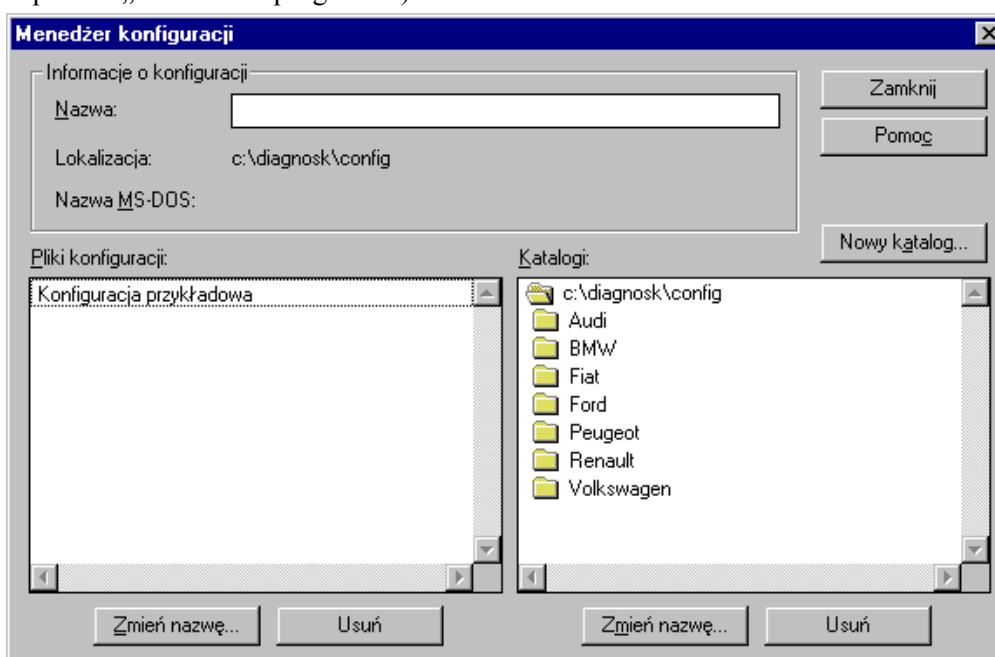 Menedżer konfiguracji
Informacje o konfiguracji
Nazwa:
Lokalizacja: c:\diagnosk\config
Nazwa MS-DOS:
Zamknij
Pomoc
Nowy katalog...
Pliki konfiguracji:
Konfiguracja przykładowa
Katalogi:
c:\diagnosk\config
Audi
BMW
Fiat
Ford
Peugeot
Renault
Volkswagen
Zmień nazwę... Usuń
Zmień nazwę... Usuń